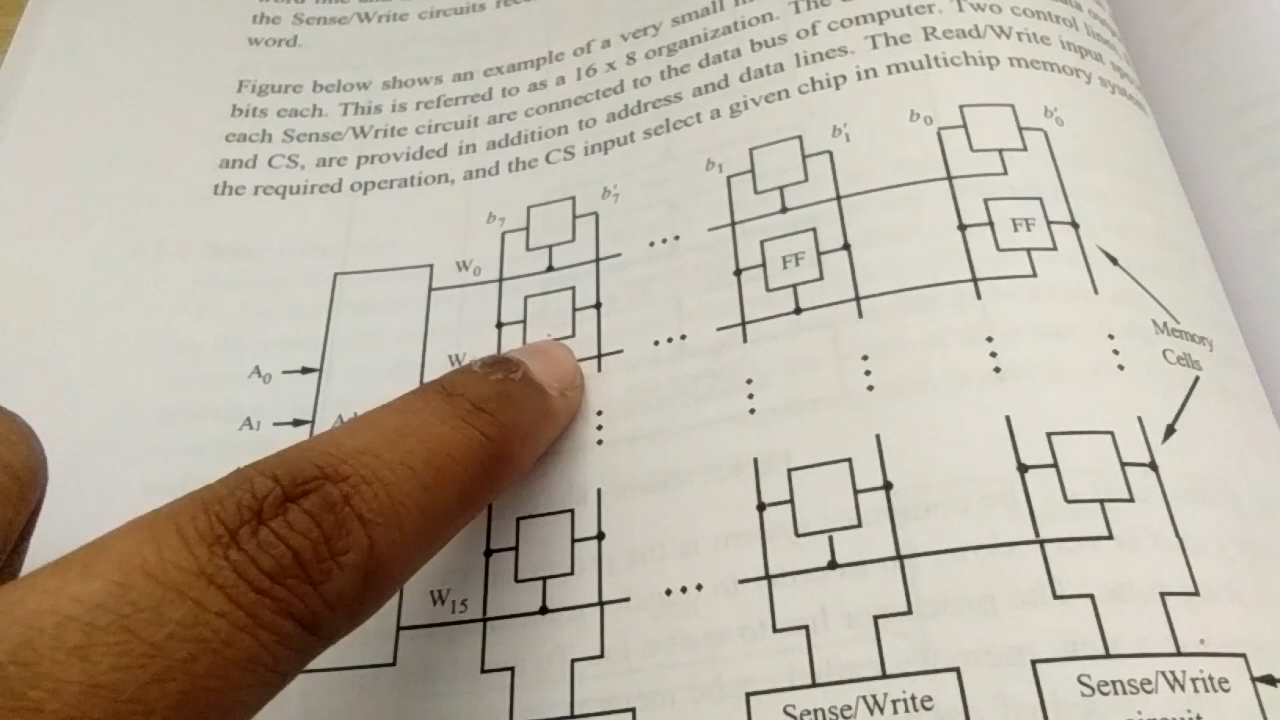 the Sense/Write circuits
word.
Figure below shows an example of a very small
bits each. This is referred to as a 16 x 8 organization. The
each Sense/Write circuit are connected to the data bus of computer. Two control
and CS, are provided in addition to address and data lines. The Read/Write input
the required operation, and the CS input select a given chip in multichip memory
b7 b′7 b1 b′1 b0 b′0
W0
FF FF
A0
A1
W15
Memory
Cells
Sense/Write Sense/Write